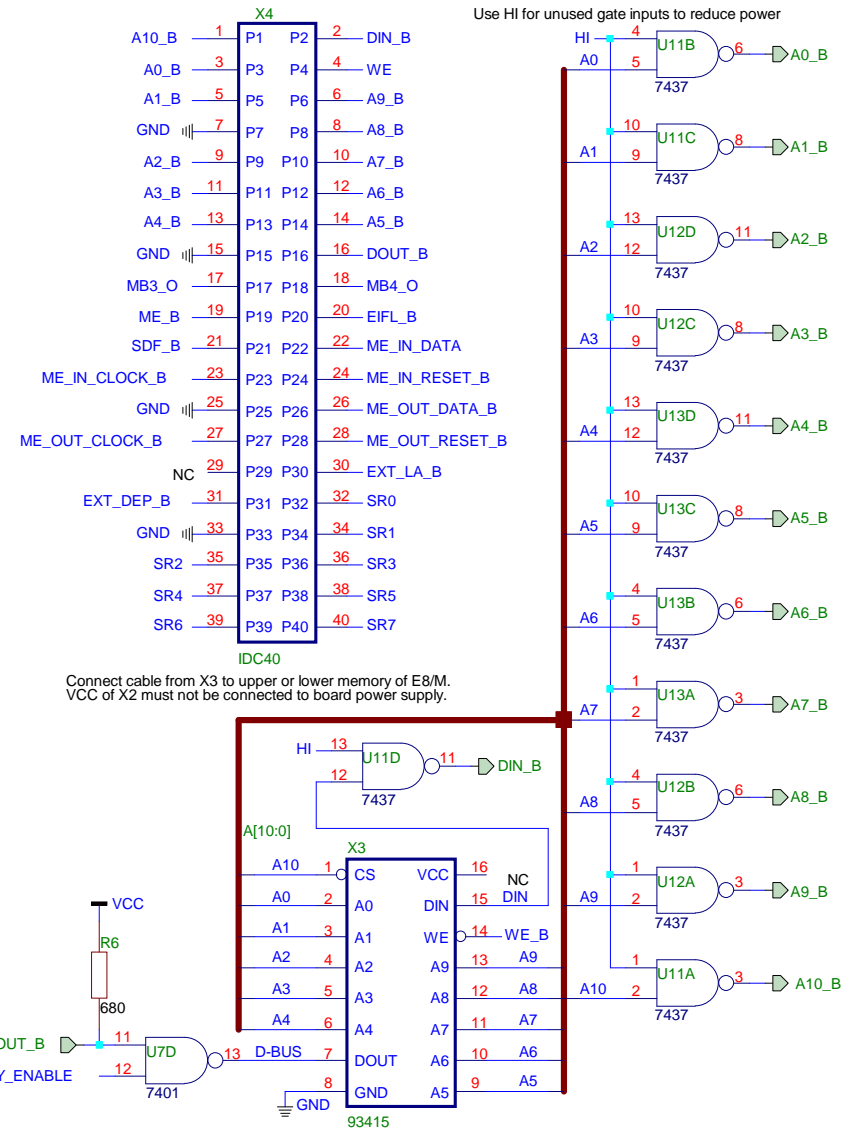 X4
Use HI for unused gate inputs to reduce power
A10_B 1 P1 P2 2 DIN_B
A0_B 3 P3 P4 4 WE
A1_B 5 P5 P6 6 A9_B
GND 7 P7 P8 8 A8_B
A2_B 9 P9 P10 10 A7_B
A3_B 11 P11 P12 12 A6_B
A4_B 13 P13 P14 14 A5_B
GND 15 P15 P16 16 DOUT_B
MB3_O 17 P17 P18 18 MB4_O
ME_B 19 P19 P20 20 EIFL_B
SDF_B 21 P21 P22 22 ME_IN_DATA
ME_IN_CLOCK_B 23 P23 P24 24 ME_IN_RESET_B
GND 25 P25 P26 26 ME_OUT_DATA_B
ME_OUT_CLOCK_B 27 P27 P28 28 ME_OUT_RESET_B
NC 29 P29 P30 30 EXT_LA_B
EXT_DEP_B 31 P31 P32 32 SR0
GND 33 P33 P34 34 SR1
SR2 35 P35 P36 36 SR3
SR4 37 P37 P38 38 SR5
SR6 39 P39 P40 40 SR7
IDC40
Connect cable from X3 to upper or lower memory of E8/M.
VCC of X2 must not be connected to board power supply.
HI 4 U11B 6 A0_B
A0 5
7437
10 U11C 8 A1_B
A1 9
7437
13 U12D 11 A2_B
A2 12
7437
10 U12C 8 A3_B
A3 9
7437
13 U13D 11 A4_B
A4 12
7437
10 U13C 8 A5_B
A5 9
7437
4 U13B 6 A6_B
A6 5
7437
1 U13A 3 A7_B
A7 2
7437
4 U12B 6 A8_B
A8 5
7437
1 U12A 3 A9_B
A9 2
7437
1 U11A 3 A10_B
A10 2
7437
HI 13 U11D 11 DIN_B
12
7437
A[10:0]
X3
A10 1 CS VCC 16
NC
A0 2 A0 DIN 15 DIN
A1 3 A1 WE 14 WE_B
A2 4 A2 A9 13 A9
A3 5 A3 A8 12 A8
A4 6 A4 A7 11 A7
D-BUS 7 DOUT A6 10 A6
GND 8 GND A5 9 A5
93415
VCC
R6
680
OUT_B 11 U7D 13
Y_ENABLE 12
7401